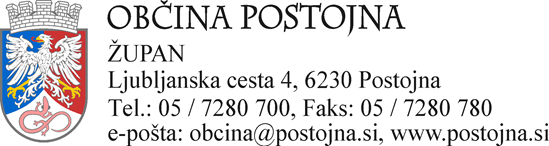 OBČINA POSTOJNA
ŽUPAN
Ljubljanska cesta 4, 6230 Postojna
Tel.: 05 / 7280 700, Faks: 05 / 7280 780
e-pošta: obcina@postojna.si, www.postojna.si